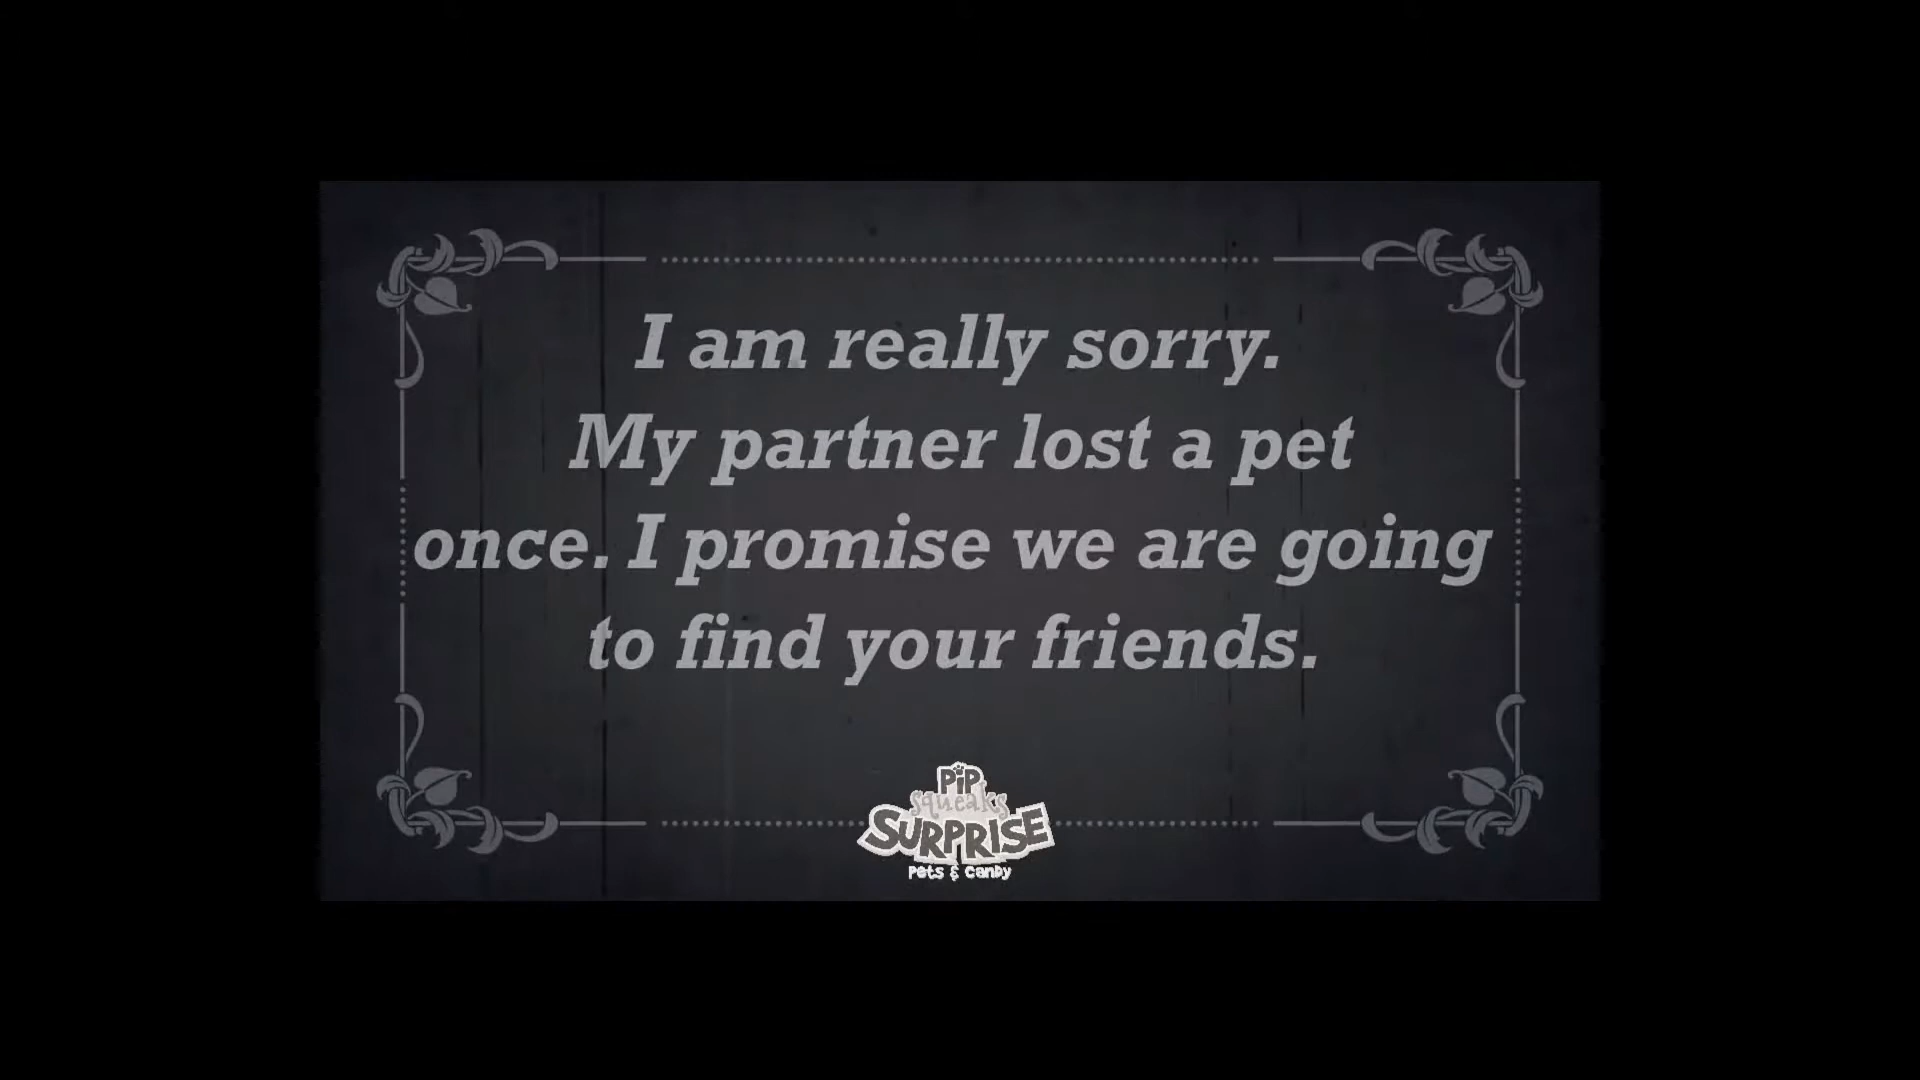 I am really sorry.
My partner lost a pet
once. I promise we are going
to find your friends.
PiP
squeaks
SURPRISE
Pets & Candy